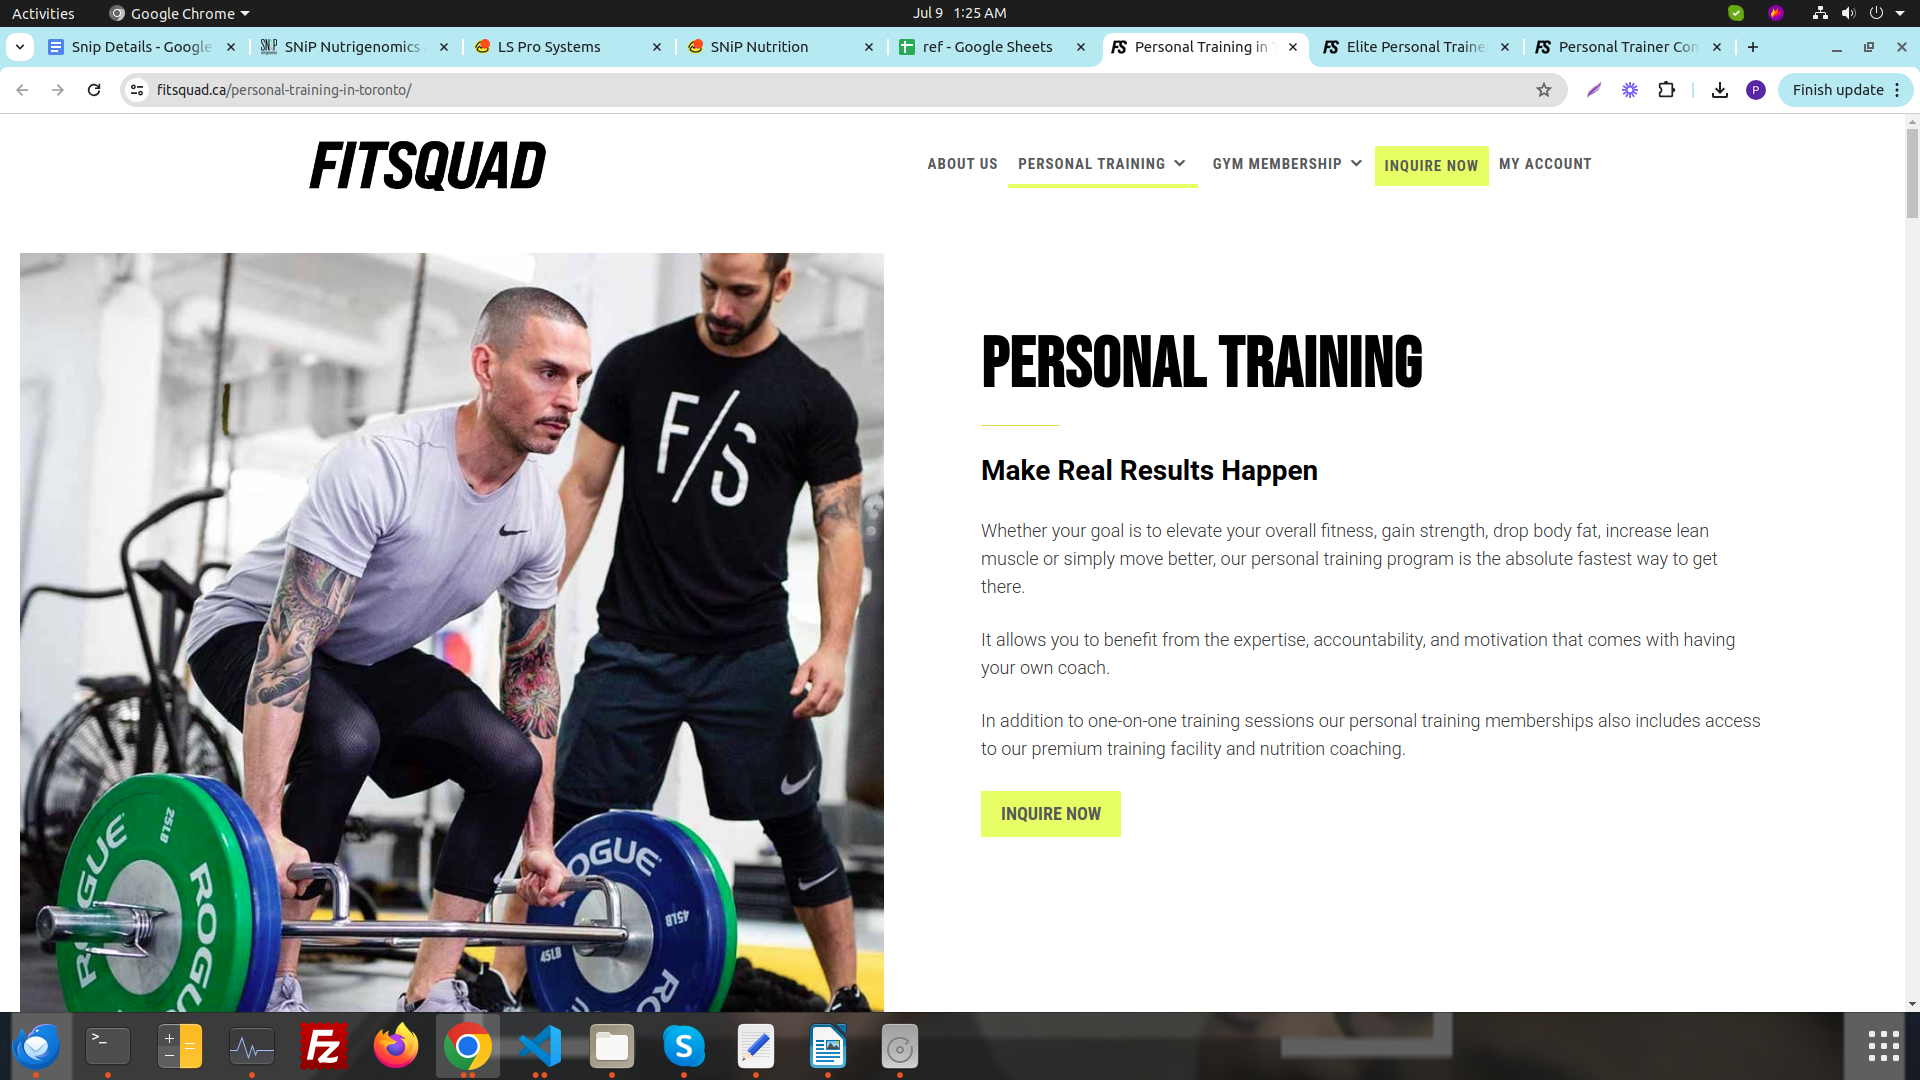 Activities
Google Chrome
Jul 9 1:25 AM
Snip Details - Google
SNiP Nutrigenomics
LS Pro Systems
SNiP Nutrition
ref - Google Sheets
Personal Training in T
Elite Personal Traine
Personal Trainer Con
fitsquad.ca/personal-training-in-toronto/
P
Finish update
FITSQUAD
ABOUT US
PERSONAL TRAINING
GYM MEMBERSHIP
INQUIRE NOW
MY ACCOUNT
F/S
PERSONAL TRAINING
Make Real Results Happen
Whether your goal is to elevate your overall fitness, gain strength, drop body fat, increase lean
muscle or simply move better, our personal training program is the absolute fastest way to get
there.
It allows you to benefit from the expertise, accountability, and motivation that comes with having
your own coach.
In addition to one-on-one training sessions our personal training memberships also includes access
to our premium training facility and nutrition coaching.
INQUIRE NOW
25LB
ROGUE
ROGUE
ROGUE
45LB
45LB